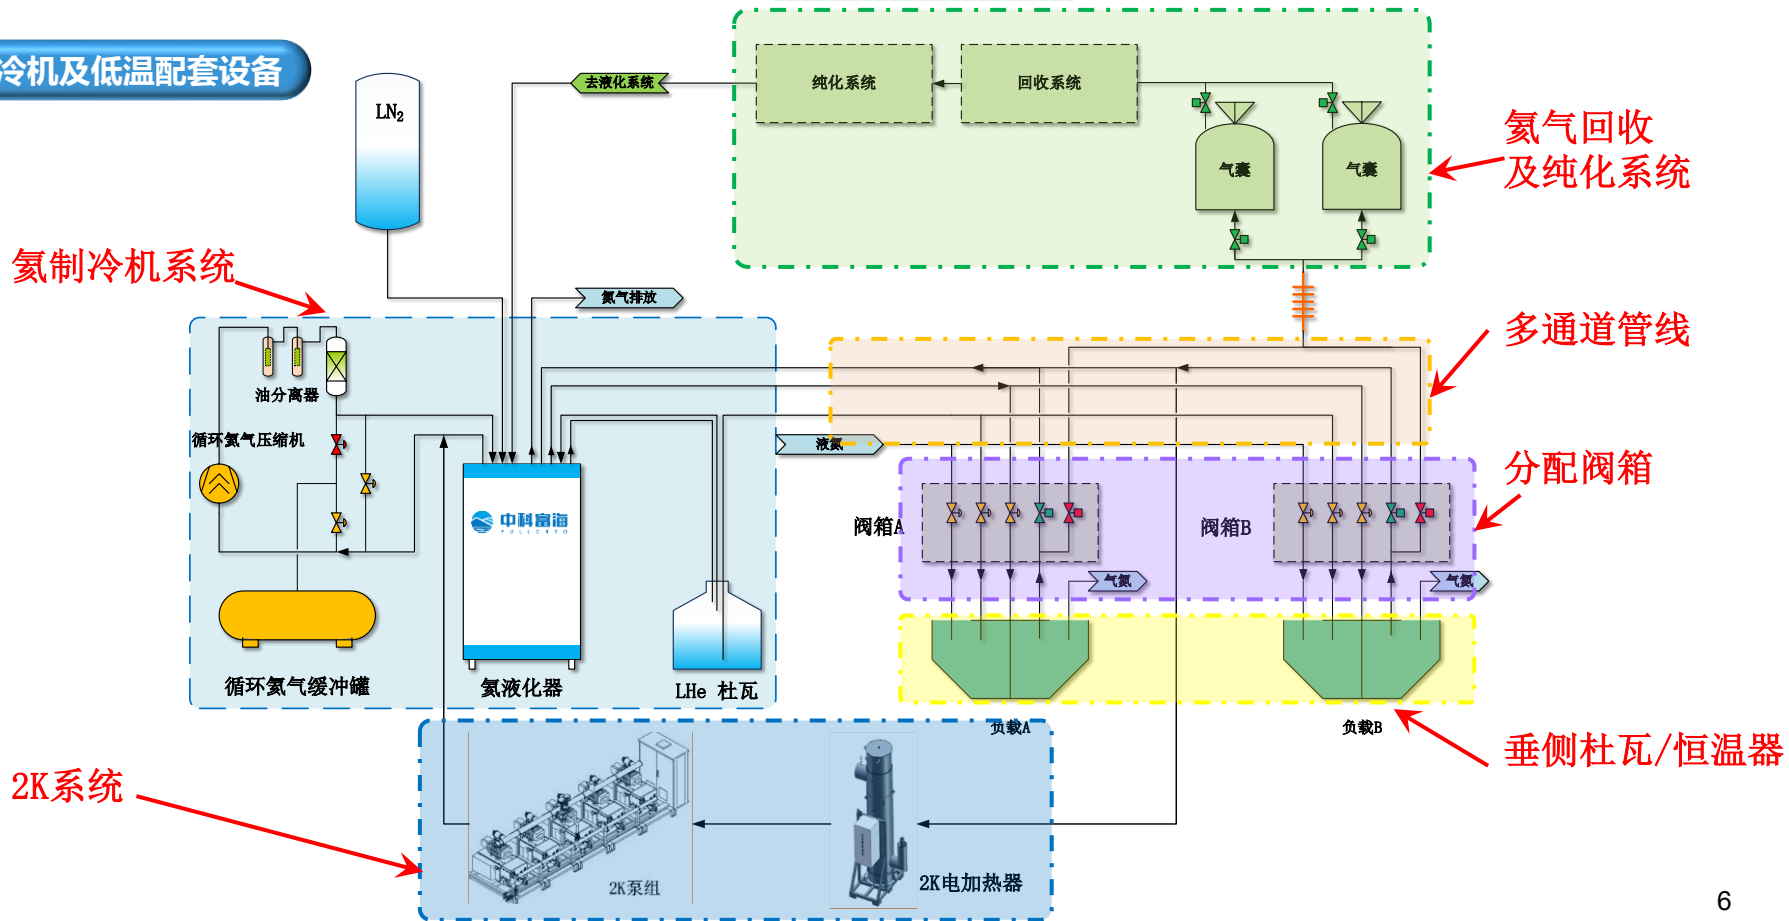 冷机及低温配套设备
LN2
去液化系统
纯化系统
回收系统
气囊
气囊
氦气回收
及纯化系统
氦制冷机系统
氮气排放
多通道管线
油分离器
循环氦气压缩机
液氮
分配阀箱
中科富海
FULLCRYO
阀箱A
阀箱B
气氮
气氮
循环氦气缓冲罐
氦液化器
LHe 杜瓦
负载A
负载B
垂侧杜瓦/恒温器
2K系统
2K泵组
2K电加热器
6